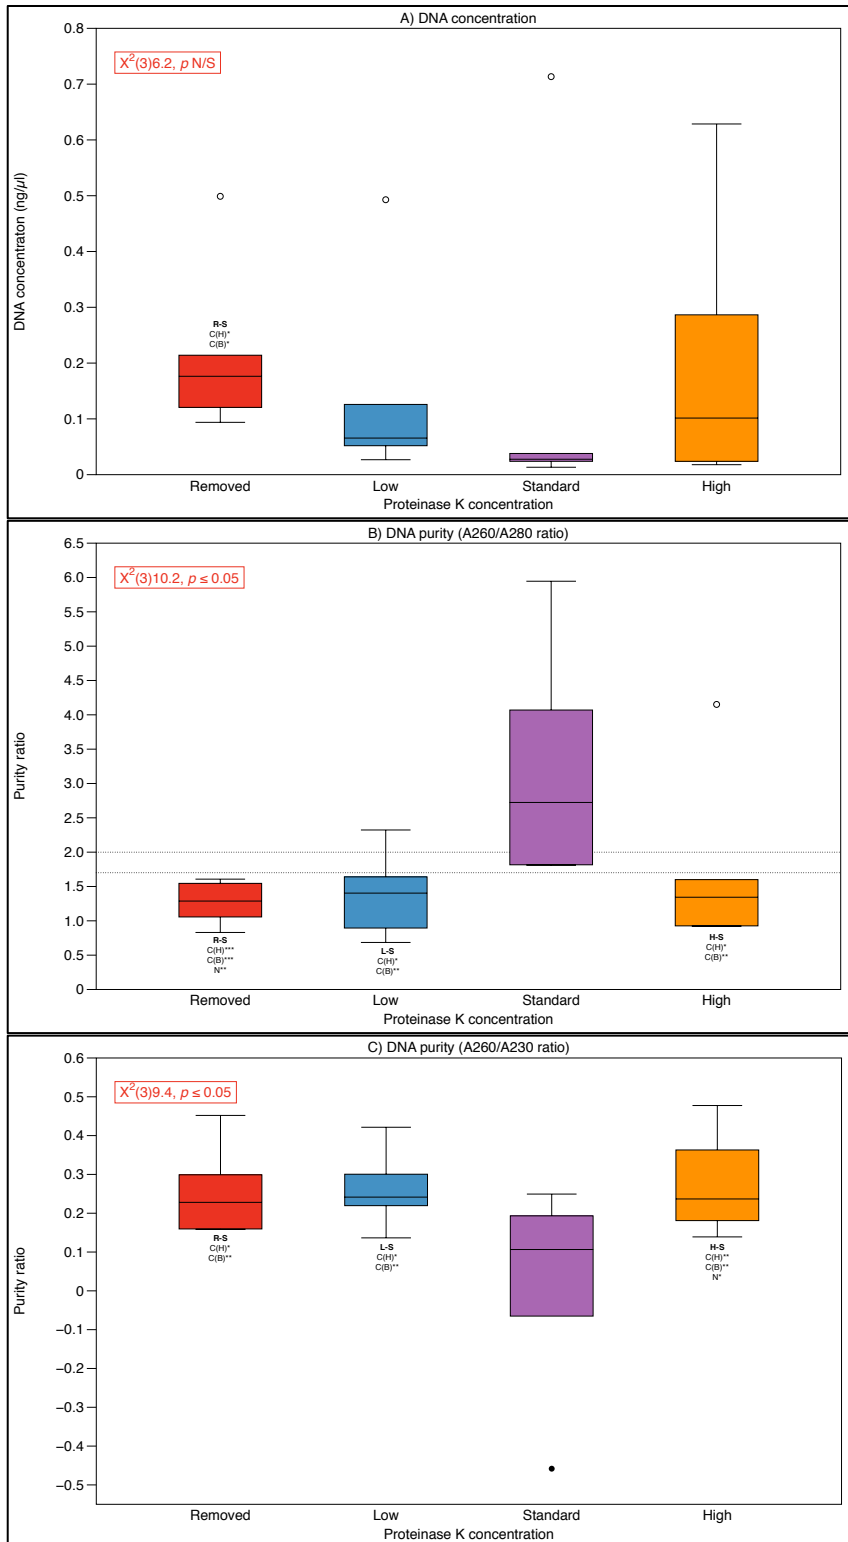 A) DNA concentration
X²(3)6.2, p N/S
0.8
0.7
0.6
0.5
0.4
0.3
0.2
0.1
0
DNA concentraton (ng/µl)
R-S
C(H)*
C(B)*
Removed Low Standard High
Proteinase K concentration
B) DNA purity (A260/A280 ratio)
X²(3)10.2, p ≤ 0.05
6.5
6.0
5.5
5.0
4.5
4.0
3.5
3.0
2.5
2.0
1.5
1.0
0.5
0
Purity ratio
R-S
C(H)***
C(B)***
N**
L-S
C(H)*
C(B)**
H-S
C(H)*
C(B)**
Removed Low Standard High
Proteinase K concentration
C) DNA purity (A260/A230 ratio)
X²(3)9.4, p ≤ 0.05
0.6
0.5
0.4
0.3
0.2
0.1
0
−0.1
−0.2
−0.3
−0.4
−0.5
Purity ratio
R-S
C(H)*
C(B)**
L-S
C(H)*
C(B)**
H-S
C(H)**
C(B)**
N*
Removed Low Standard High
Proteinase K concentration